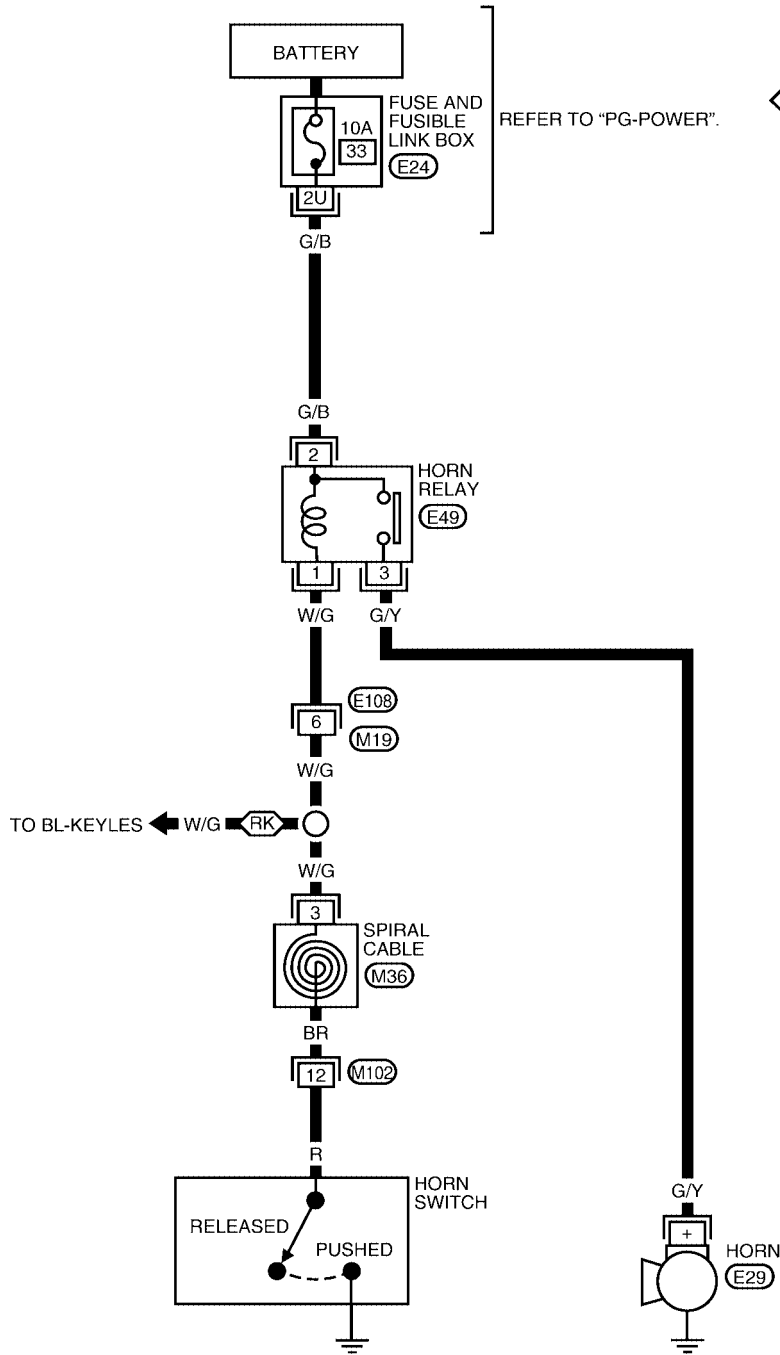 BATTERY
FUSE AND
FUSIBLE
LINK BOX
10A
33
E24
REFER TO “PG-POWER”.
2U
G/B
G/B
2
HORN
RELAY
E49
1
3
W/G
G/Y
E108
6
M19
W/G
TO BL-KEYLES
W/G
RK
W/G
3
SPIRAL
CABLE
M36
BR
12
M102
R
HORN
SWITCH
RELEASED
PUSHED
G/Y
+
HORN
E29